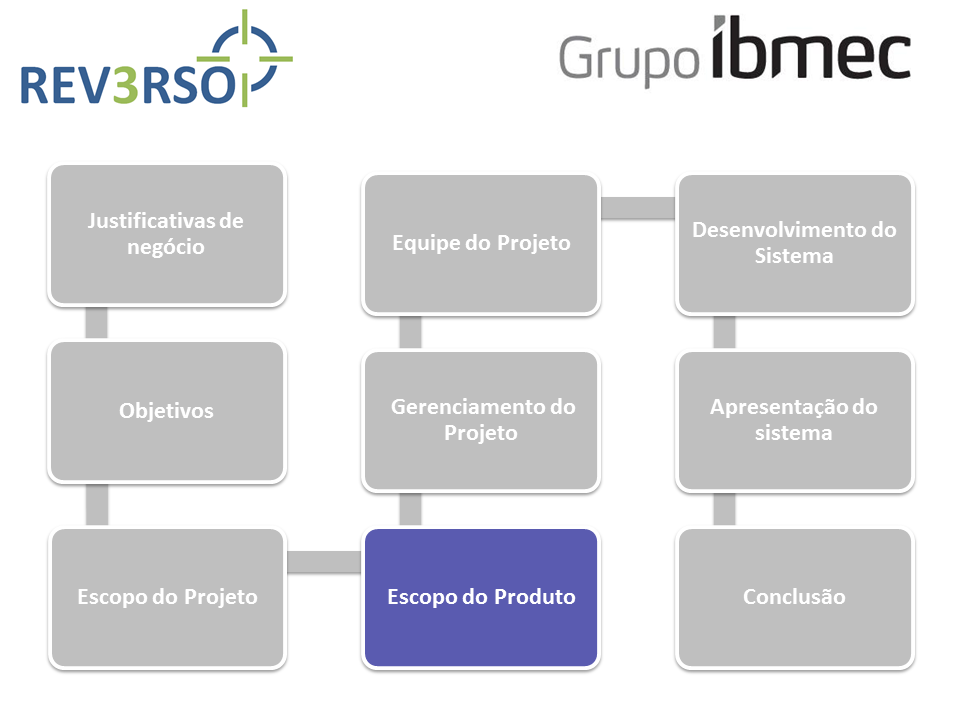 REV3RSO
Grupo ibmec
Justificativas de
negócio
Objetivos
Escopo do Projeto
Escopo do Produto
Gerenciamento do
Projeto
Equipe do Projeto
Desenvolvimento do
Sistema
Apresentação do
sistema
Conclusão